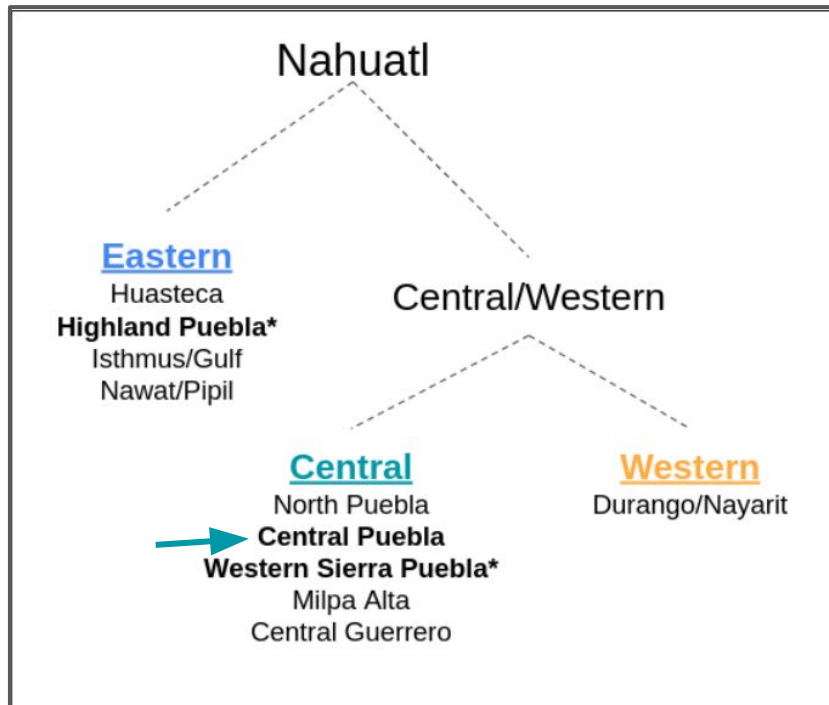 Nahuatl
Eastern
Huasteca
Highland Puebla*
Isthmus/Gulf
Nawat/Pipil
Central/Western
Central
North Puebla
Central Puebla
Western Sierra Puebla*
Milpa Alta
Central Guerrero
Western
Durango/Nayarit